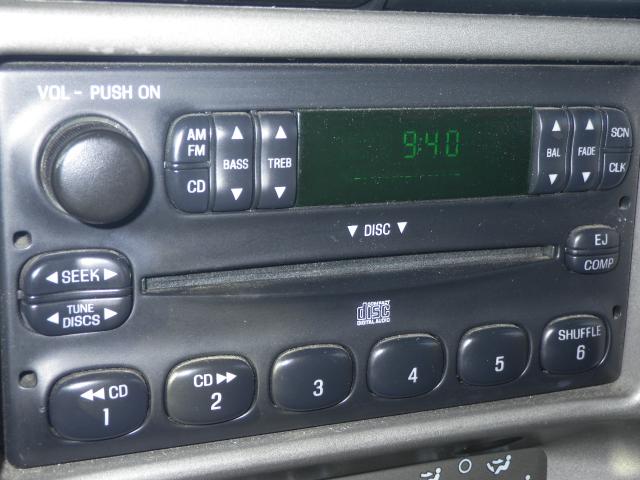 VOL - PUSH ON
AM
FM
CD
▲
BASS
▼
▲
TREB
▼
9:40
▲
BAL
▼
▲
FADE
▼
SCN
CLK
▼ DISC ▼
◀ SEEK ▶
TUNE
◀ DISCS ▶
EJ
COMP
COMPACT
disc
DIGITAL AUDIO
◀◀ CD
1
CD ▶▶
2
3
4
5
SHUFFLE
6